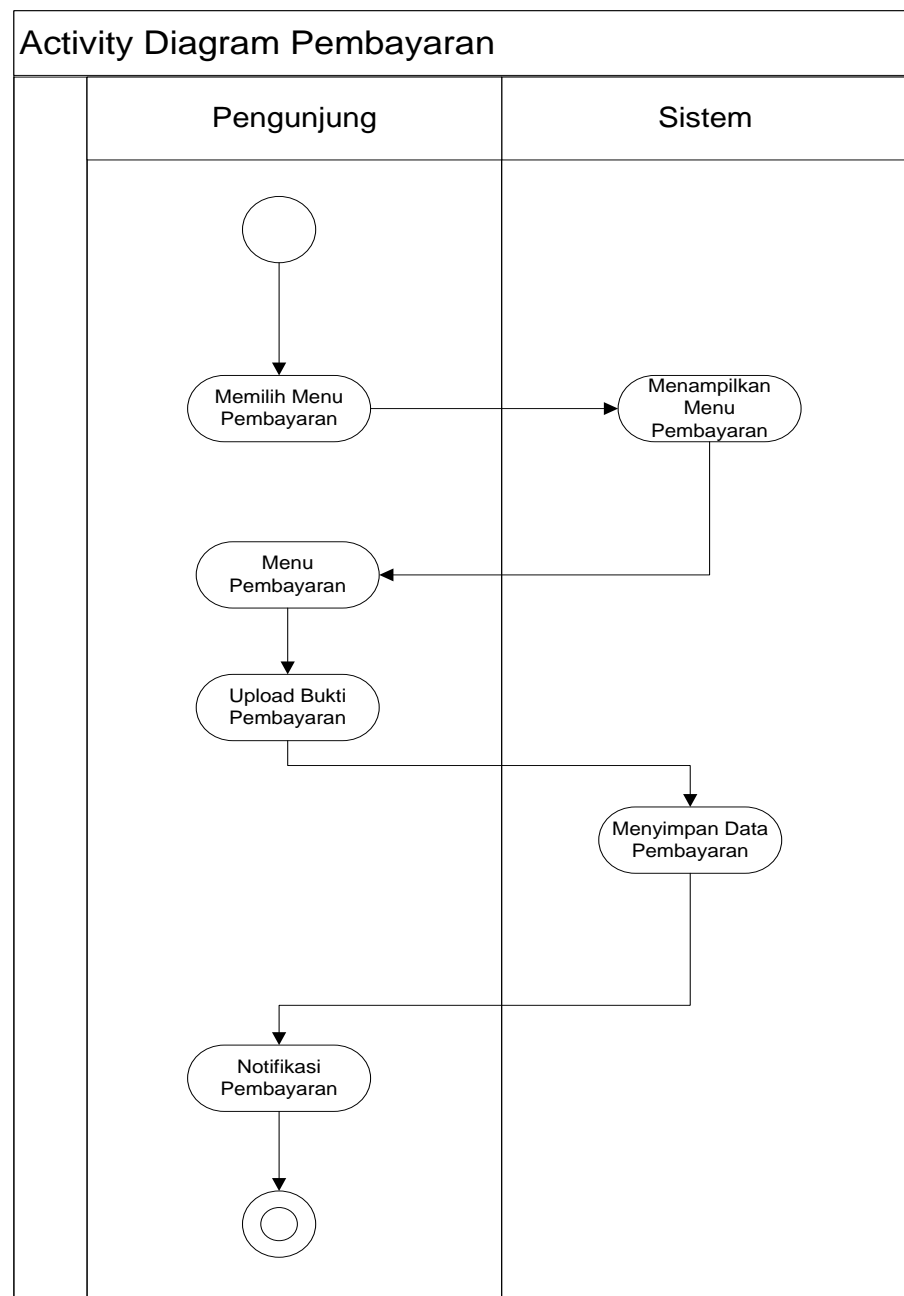 Activity Diagram Pembayaran
Pengunjung
Sistem
Memilih Menu
Pembayaran
Menampilkan
Menu
Pembayaran
Menu
Pembayaran
Upload Bukti
Pembayaran
Menyimpan Data
Pembayaran
Notifikasi
Pembayaran